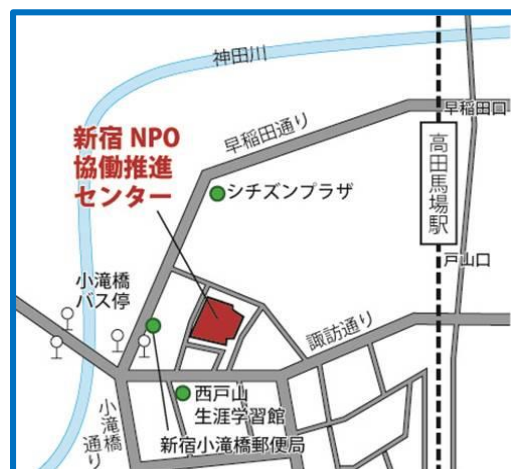 神田川
早稲田通り
早稲田口
新宿 NPO
協働推進
センター
高田馬場駅
シチズンプラザ
戸山口
小滝橋
バス停
諏訪通り
西戸山
生涯学習館
小滝橋
通り
新宿小滝橋郵便局